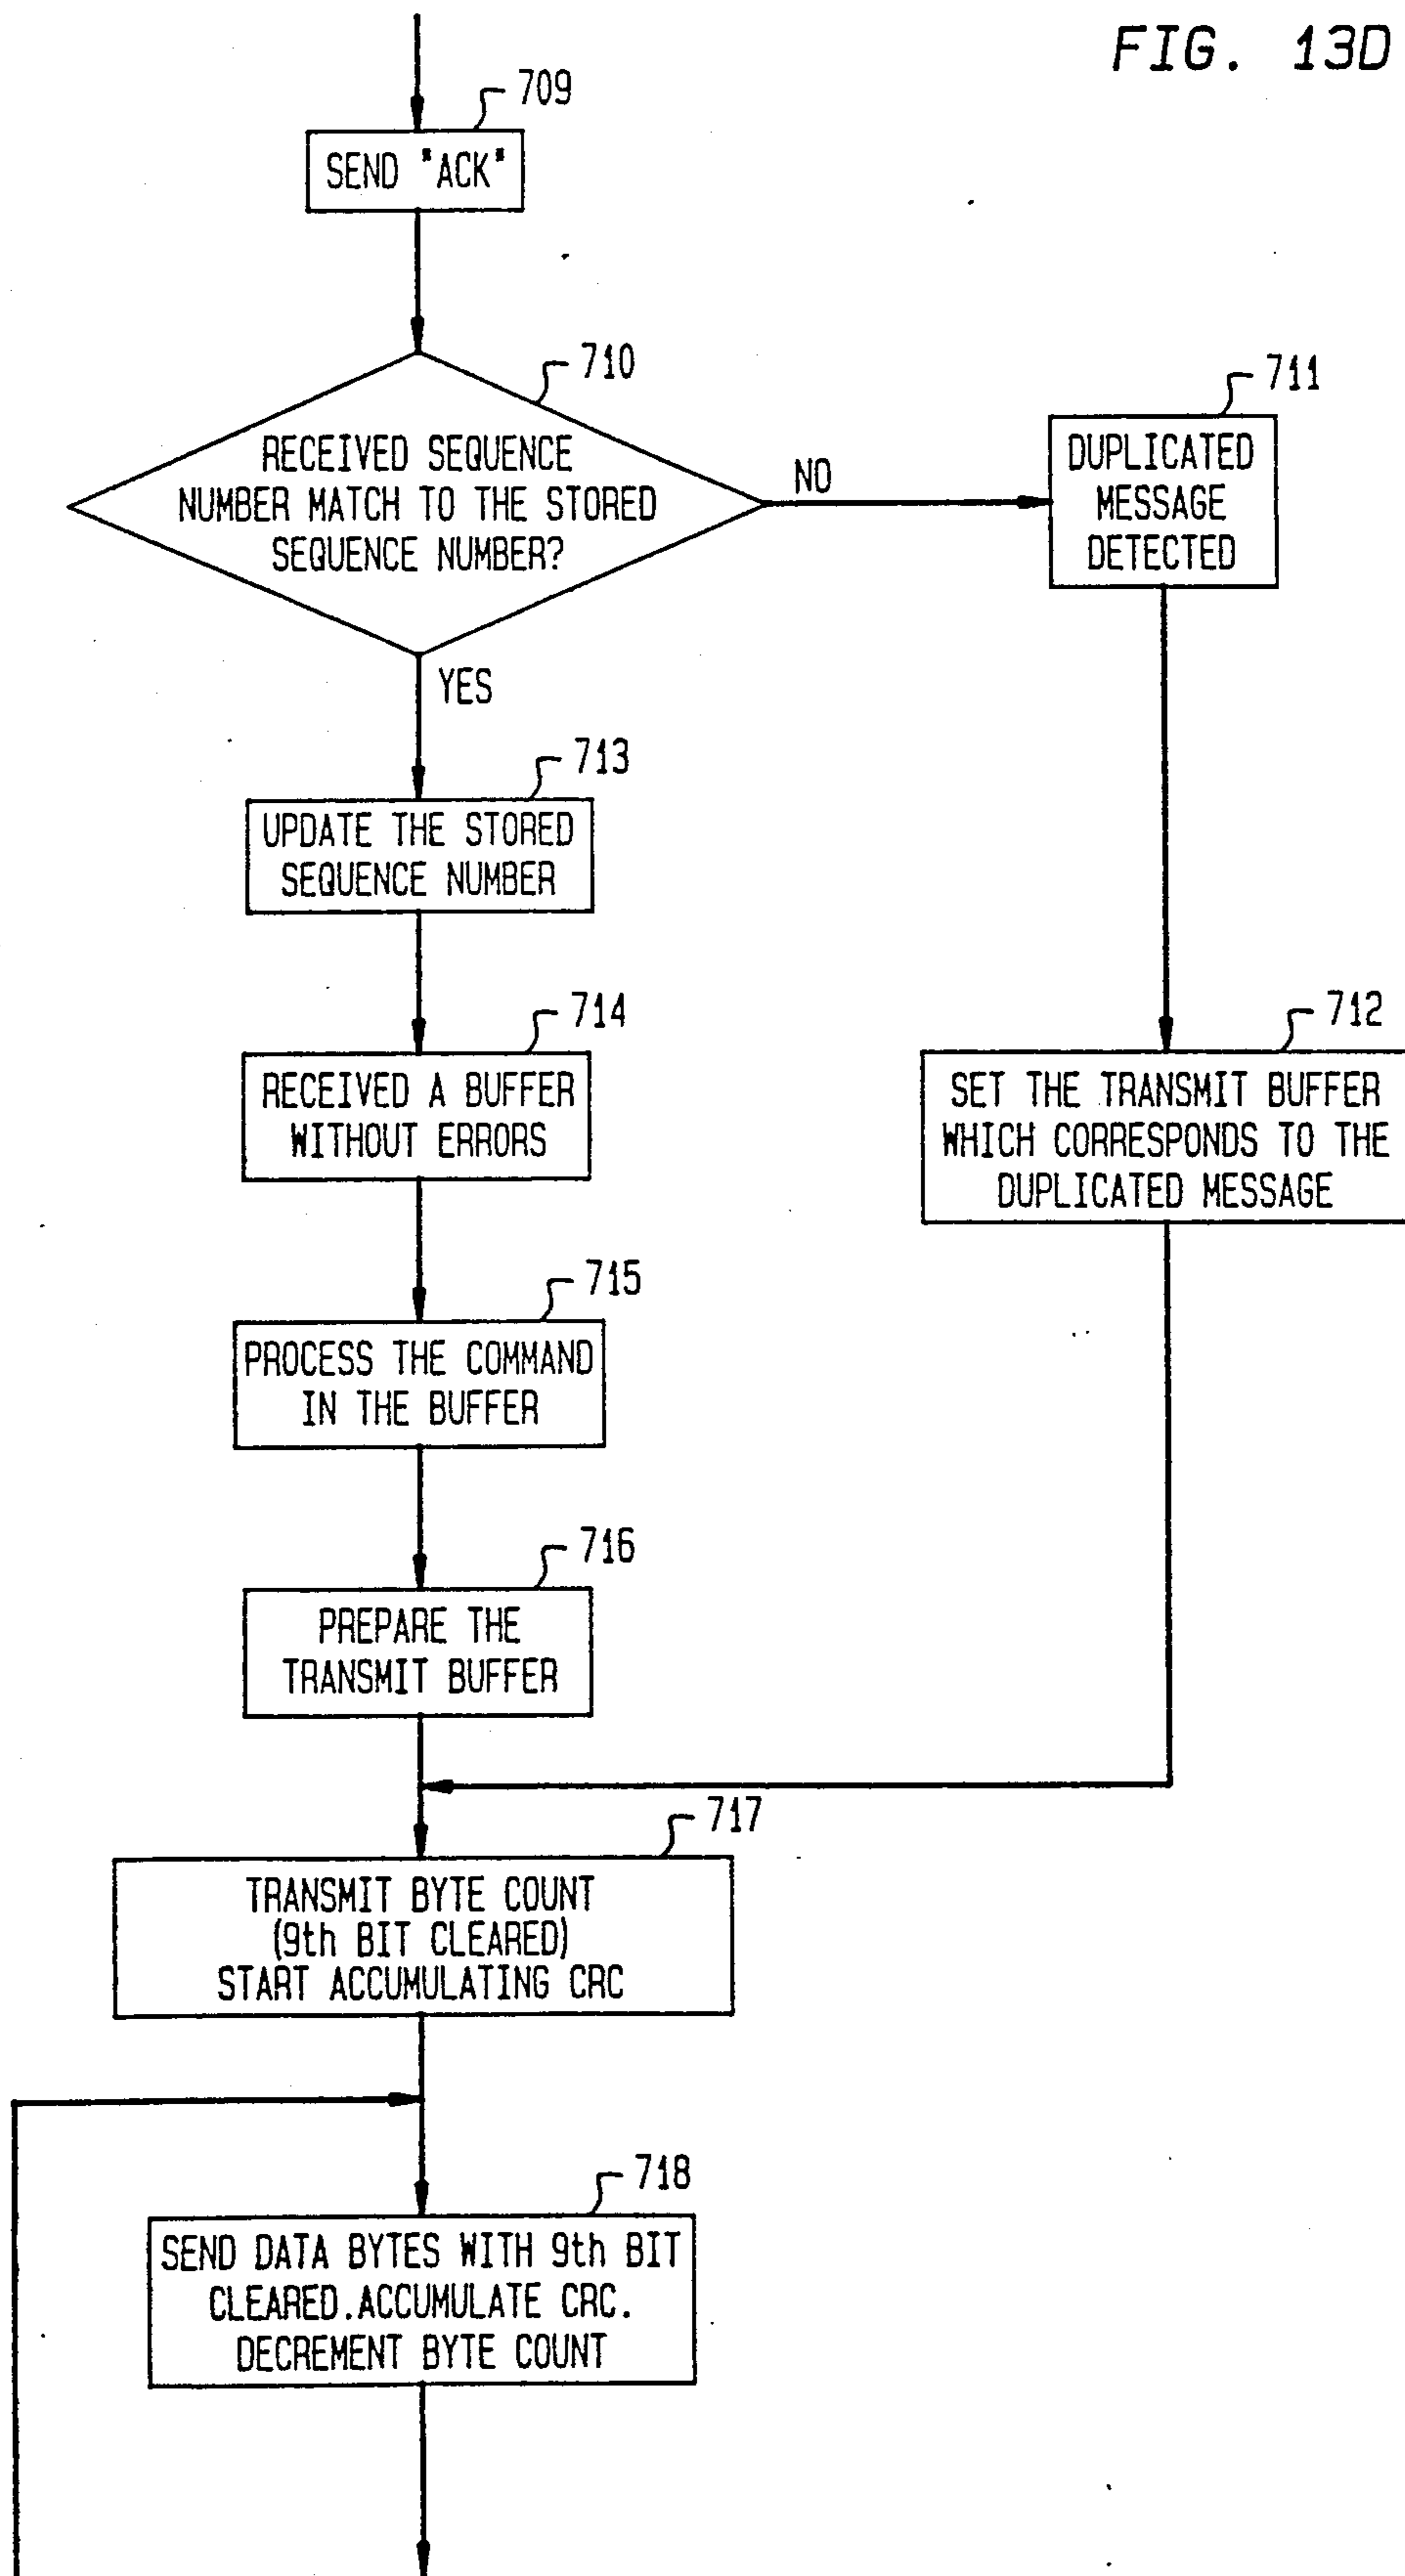 FIG. 13D
709
SEND "ACK"
710
RECEIVED SEQUENCE
NUMBER MATCH TO THE STORED
SEQUENCE NUMBER?
NO
711
DUPLICATED
MESSAGE
DETECTED
YES
713
UPDATE THE STORED
SEQUENCE NUMBER
714
RECEIVED A BUFFER
WITHOUT ERRORS
712
SET THE TRANSMIT BUFFER
WHICH CORRESPONDS TO THE
DUPLICATED MESSAGE
715
PROCESS THE COMMAND
IN THE BUFFER
716
PREPARE THE
TRANSMIT BUFFER
717
TRANSMIT BYTE COUNT
(9th BIT CLEARED)
START ACCUMULATING CRC
718
SEND DATA BYTES WITH 9th BIT
CLEARED.ACCUMULATE CRC.
DECREMENT BYTE COUNT